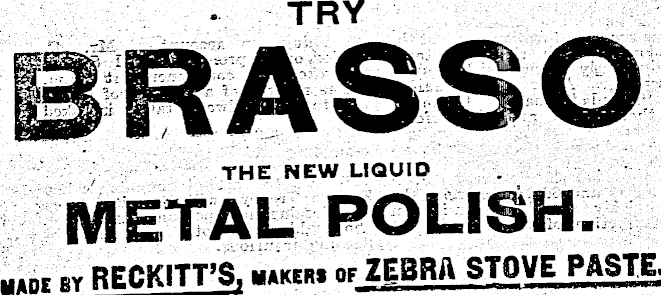 TRY
BRASSO
THE NEW LIQUID
METAL POLISH.
MADE BY RECKITT'S, MAKERS OF ZEBRA STOVE PASTE.